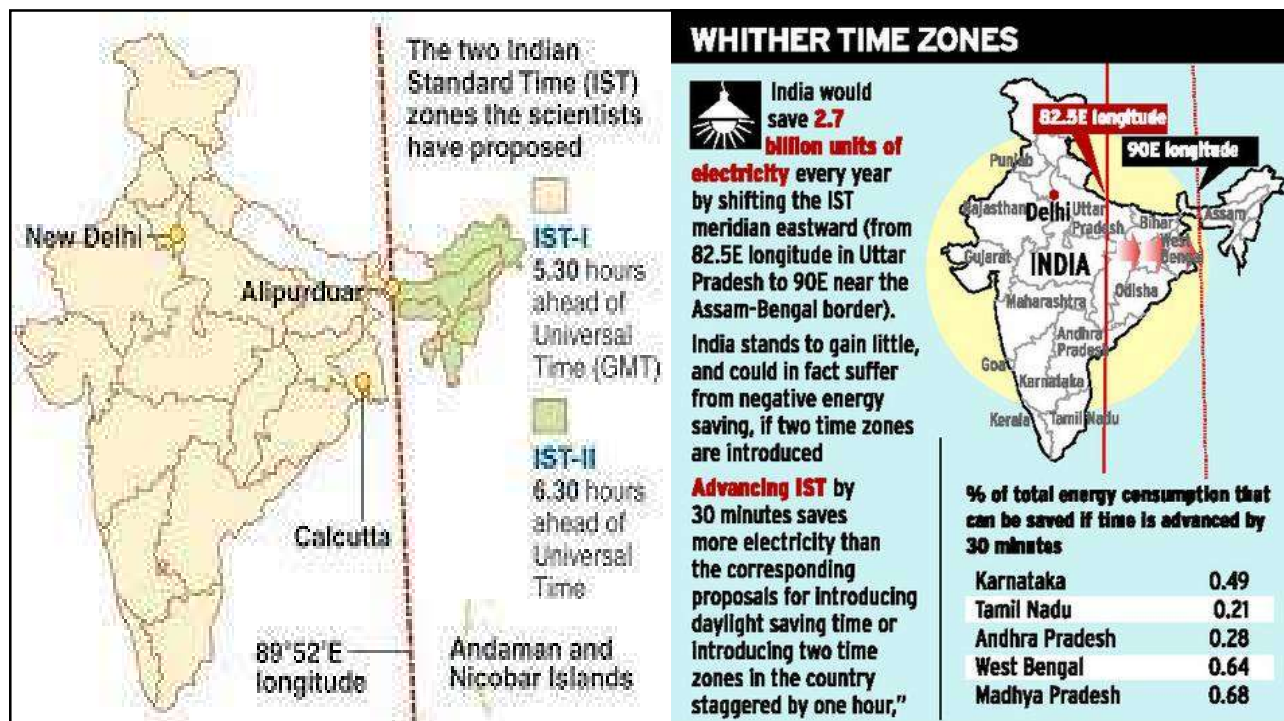 The two Indian
Standard Time (IST)
zones the scientists
have proposed
IST-I
5.30 hours
ahead of
Universal
Time (GMT)
IST-II
6.30 hours
ahead of
Universal
Time
New Delhi
Alipurduar
Calcutta
89°52'E
longitude
Andaman and
Nicobar Islands
WHITHER TIME ZONES
India would
save 2.7
billion units of
electricity every year
by shifting the IST
meridian eastward (from
82.5E longitude in Uttar
Pradesh to 90E near the
Assam-Bengal border).
India stands to gain little,
and could in fact suffer
from negative energy
saving, if two time zones
are introduced
Advancing IST by
30 minutes saves
more electricity than
the corresponding
proposals for introducing
daylight saving time or
introducing two time
zones in the country
staggered by one hour,"
82.5E longitude
90E longitude
Punjab
Rajasthan
Delhi
Uttar
Pradesh
Bihar
Assam
West
Bengal
Gujarat
INDIA
Odisha
Maharashtra
Andhra
Pradesh
Goa
Karnataka
Kerala
Tamil Nadu
% of total energy consumption that
can be saved if time is advanced by
30 minutes
Karnataka 0.49
Tamil Nadu 0.21
Andhra Pradesh 0.28
West Bengal 0.64
Madhya Pradesh 0.68